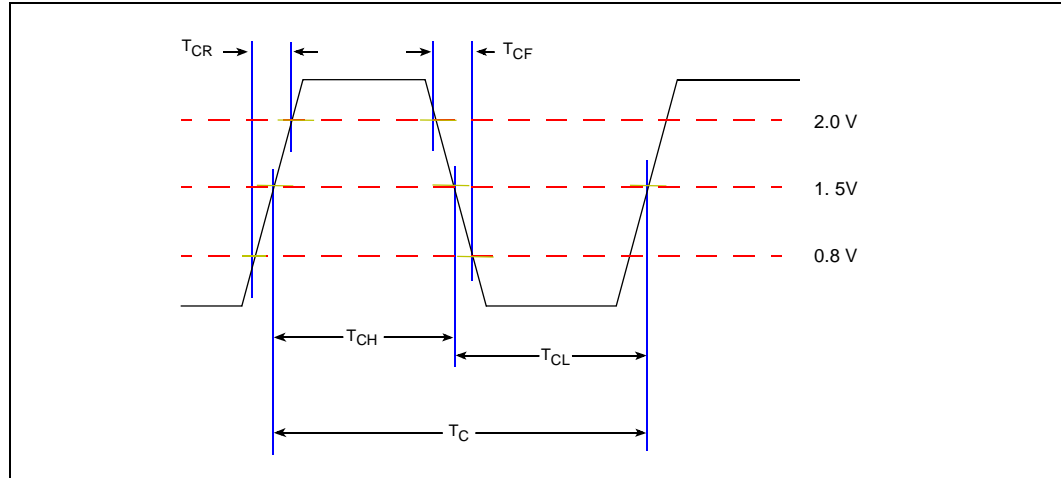 TCR
TCF
2.0 V
1. 5V
0.8 V
TCH
TCL
TC